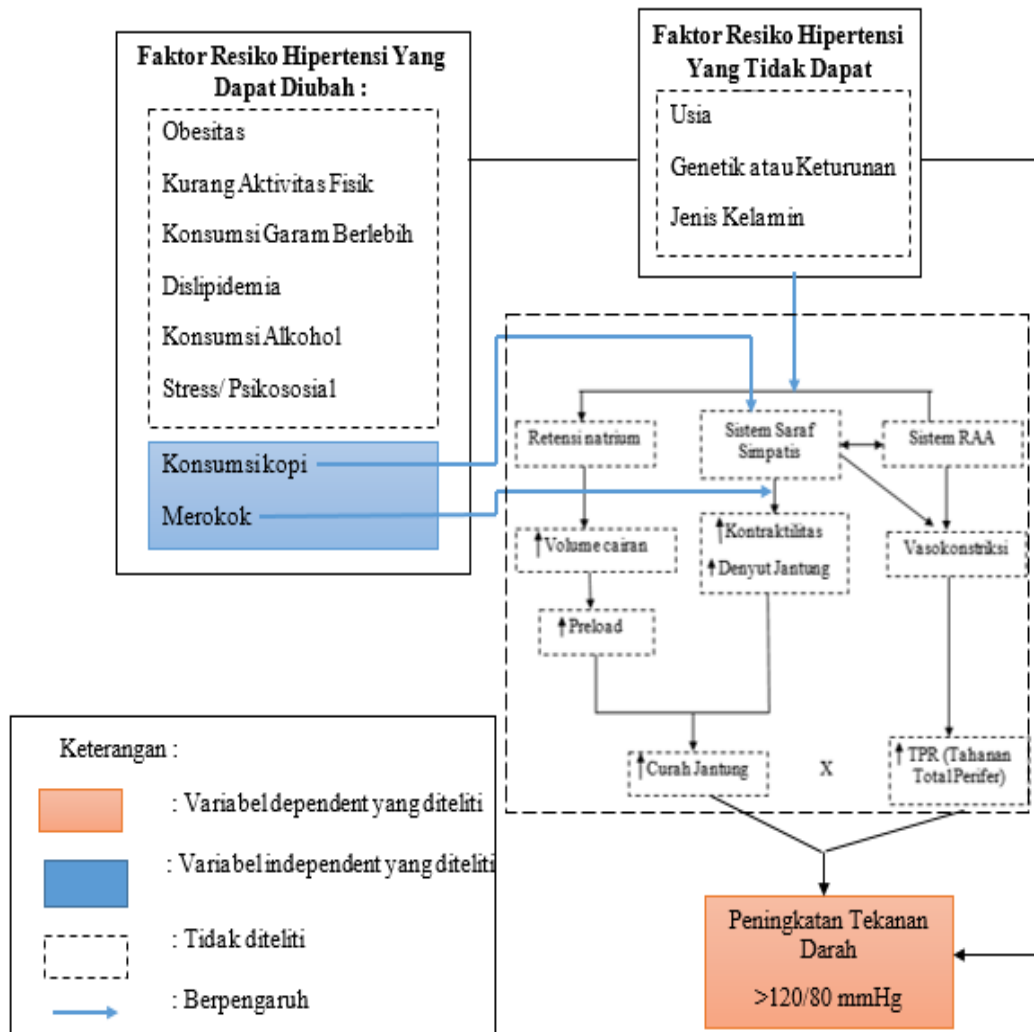 Faktor Resiko Hipertensi Yang
Dapat Diubah :
Obesitas
Kurang Aktivitas Fisik
Konsumsi Garam Berlebih
Dislipidemia
Konsumsi Alkohol
Stress/ Psikososial
Konsumsi kopi
Merokok
Faktor Resiko Hipertensi
Yang Tidak Dapat
Usia
Genetik atau Keturunan
Jenis Kelamin
Retensi natrium
Sistem Saraf
Simpatis
Sistem RAA
Volume cairan
Kontraktilitas
Denyut Jantung
Vasokonstriksi
Preload
Curah Jantung
X
TPR (Tahanan
Total Perifer)
Keterangan :
: Variabel dependent yang diteliti
: Variabel independent yang diteliti
: Tidak diteliti
: Berpengaruh
Peningkatan Tekanan
Darah
>120/80 mmHg